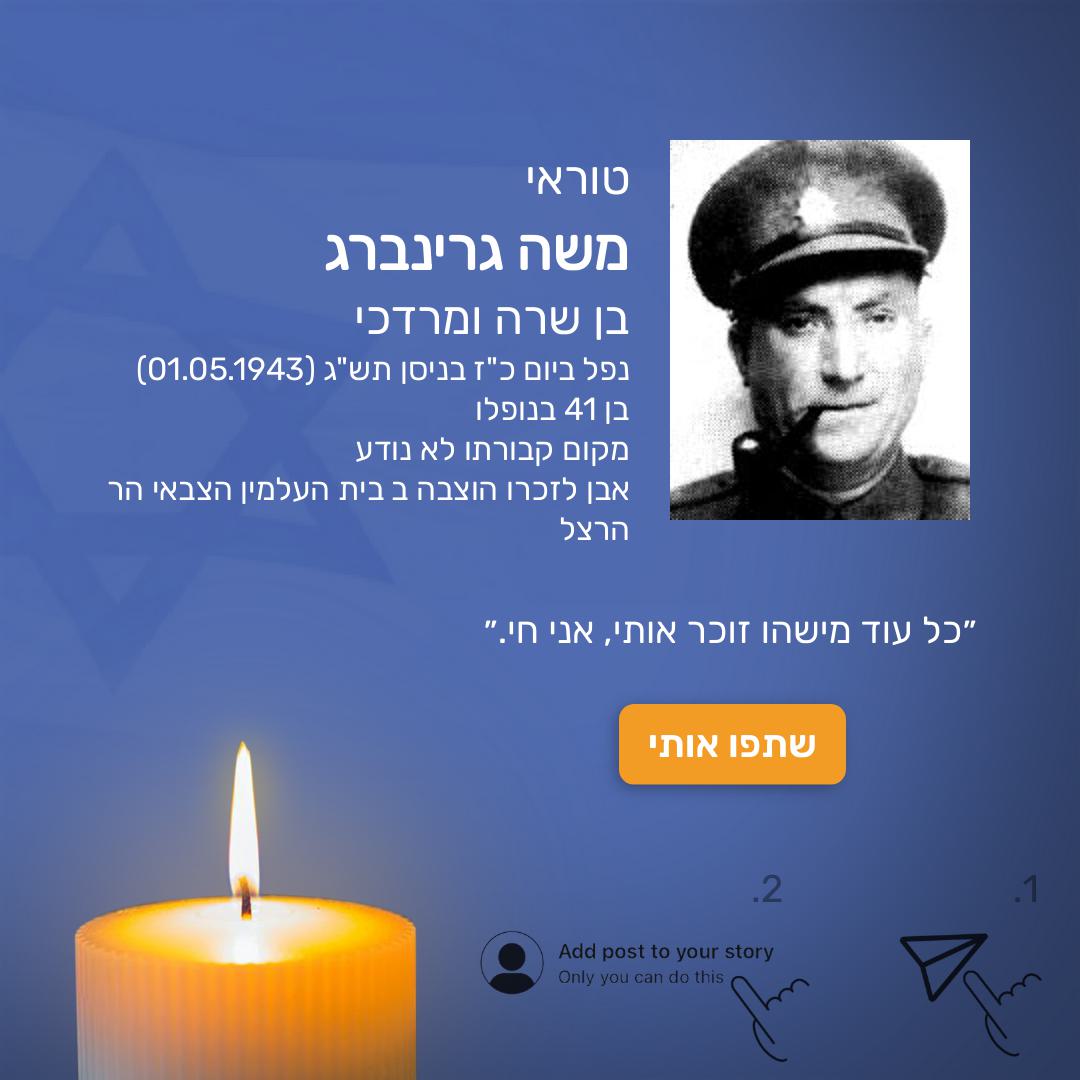 טוראי
משה גרינברג
בן שרה ומרדכי
נפל ביום כ"ז בניסן תש"ג (01.05.1943)
בן 41 בנופלו
מקום קבורתו לא נודע
אבן לזכרו הוצבה ב בית העלמין הצבאי הר
הרצל
״כל עוד מישהו זוכר אותי, אני חי.״
שתפו אותי
1.
2.
Add post to your story
Only you can do this